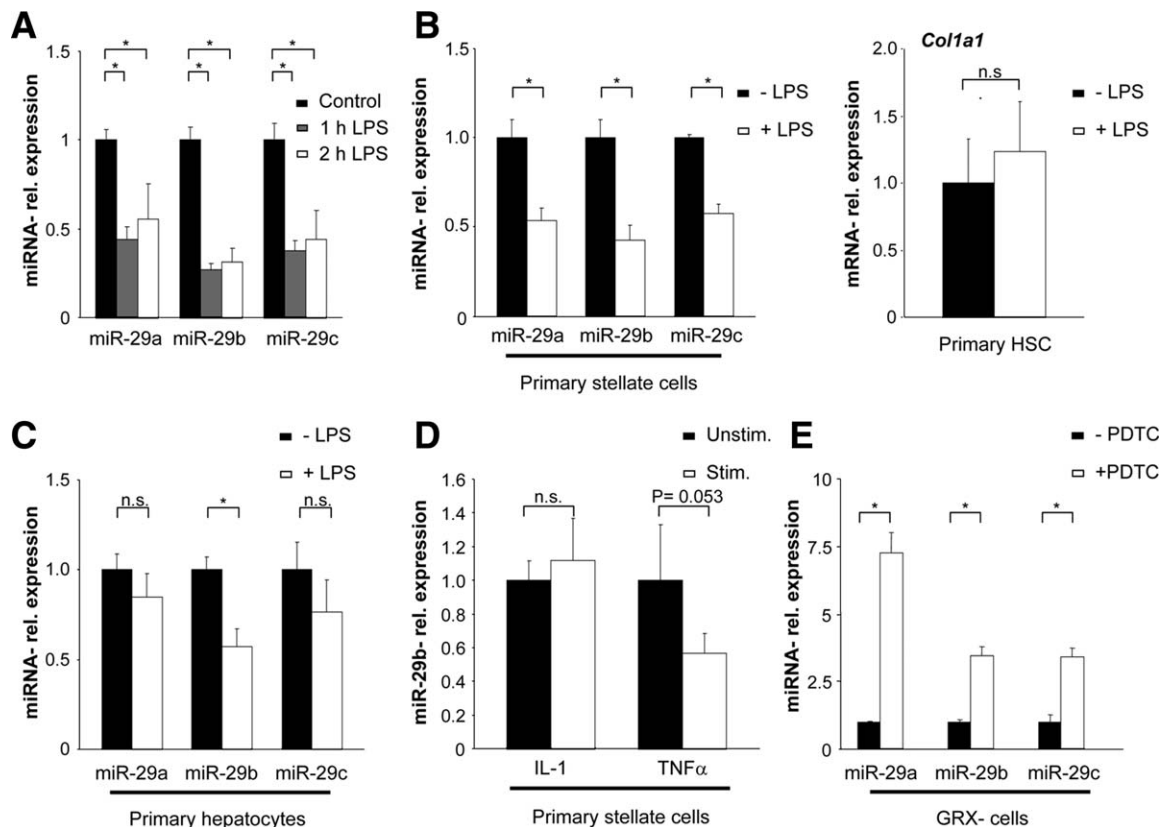 A
miRNA- rel. expression
1.5
1
0.5
0
* * *
* * *
Control
1 h LPS
2 h LPS
miR-29a miR-29b miR-29c
B
miRNA- rel. expression
1.5
1.0
0.5
0
* * *
- LPS
+ LPS
miR-29a miR-29b miR-29c
Primary stellate cells
Col1a1
mRNA- rel. expression
2.0
1.5
1.0
0.5
0
n.s
- LPS
+ LPS
Primary HSC
C
miRNA- rel. expression
1.5
1.0
0.5
0
- LPS
+ LPS
n.s. * n.s.
miR-29a miR-29b miR-29c
Primary hepatocytes
D
miR-29b- rel. expression
1.6
1.4
1.2
1.0
0.8
0.6
0.4
0.2
0
Unstim.
Stim.
n.s. P= 0.053
IL-1 TNFα
Primary stellate cells
E
miRNA- rel. expression
10
7.5
5
2.5
0
- PDTC
+PDTC
* * *
miR-29a miR-29b miR-29c
GRX- cells